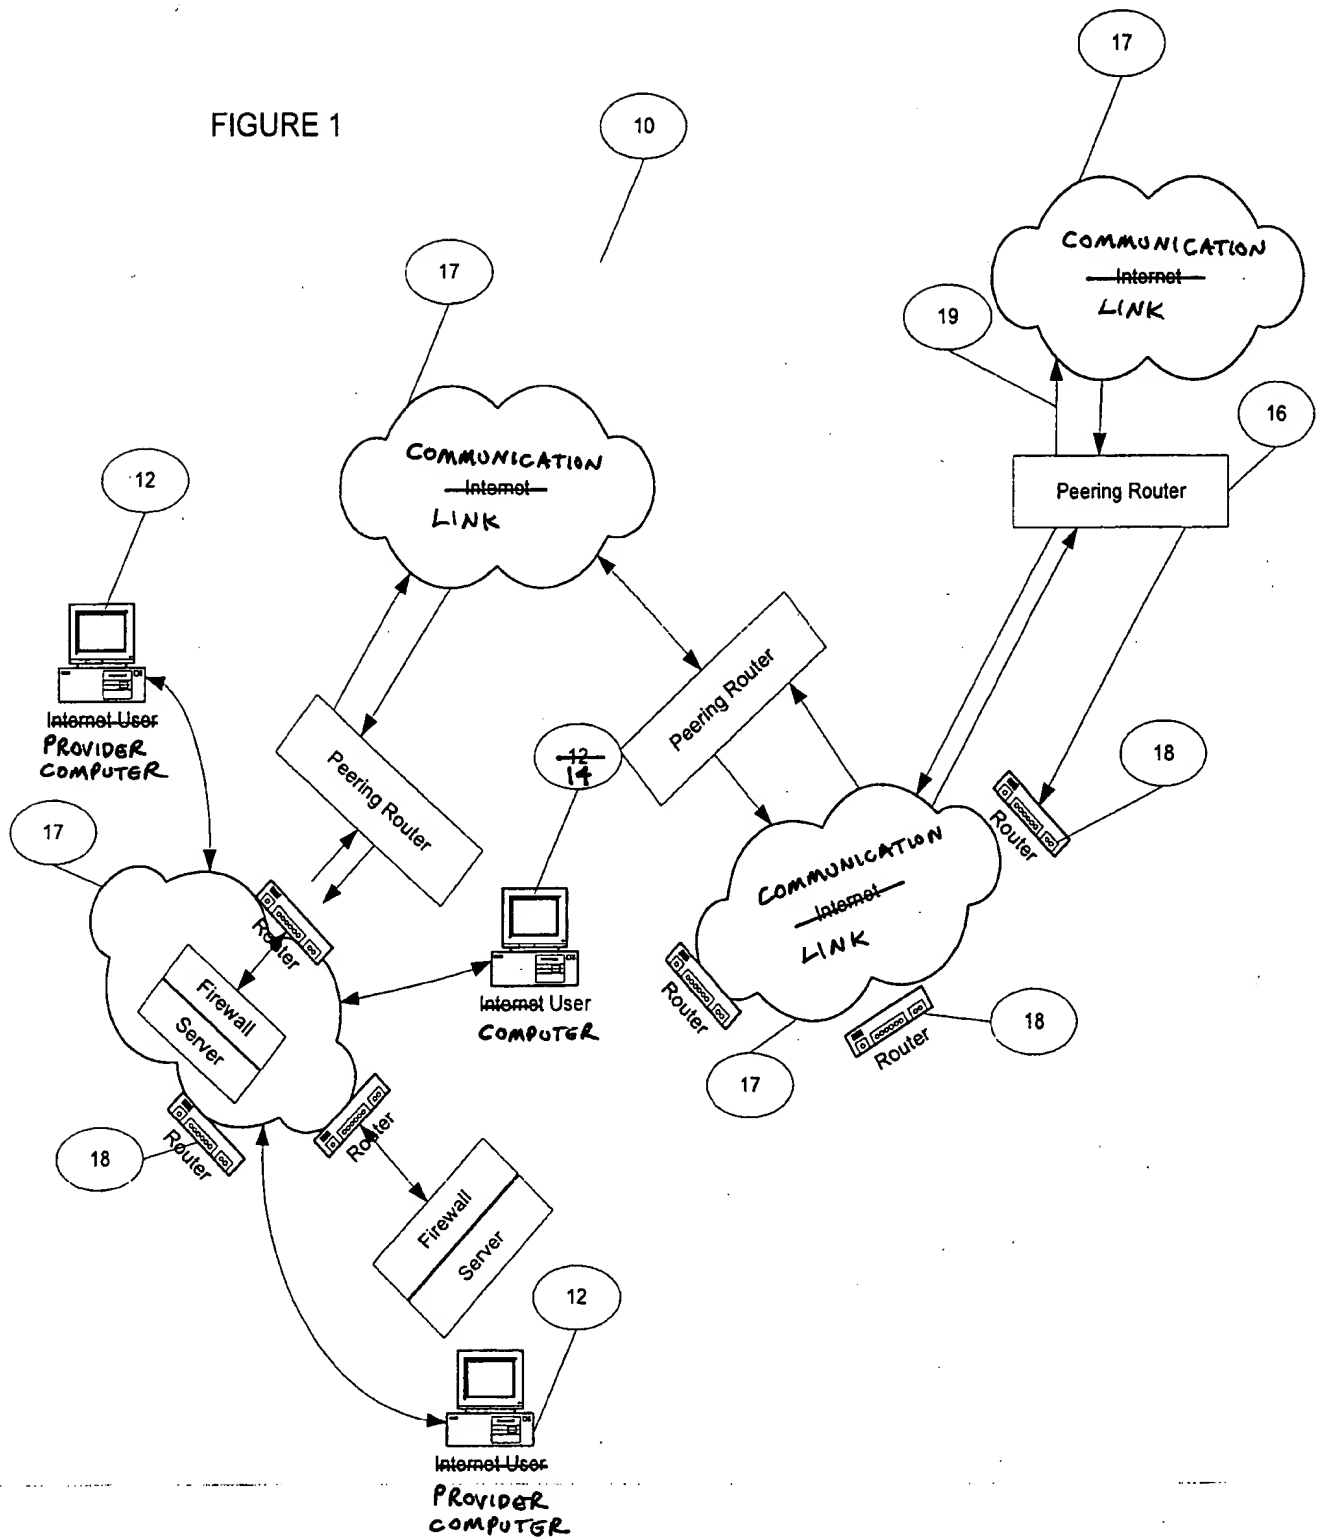 17
FIGURE 1
10
17
COMMUNICATION
Internet
LINK
19
16
COMMUNICATION
Internet
LINK
12
Peering Router
Internet User
PROVIDER
COMPUTER
Peering Router
Peering Router
12
14
18
Router
17
COMMUNICATION
Internet
LINK
Router
Firewall
Server
Internet User
COMPUTER
Router
Router
18
17
Router
18
Router
Firewall
Server
12
Internet User
PROVIDER
COMPUTER